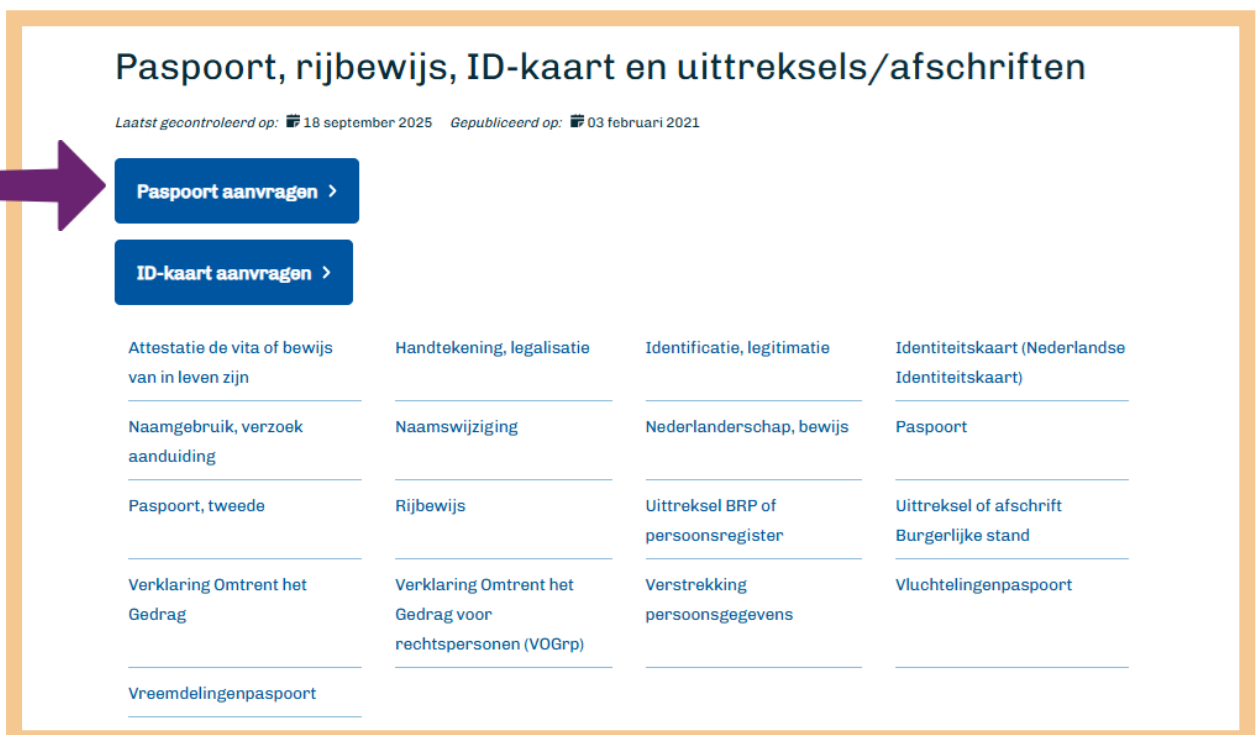 Paspoort, rijbewijs, ID-kaart en uittreksels/afschriften
Laatst gecontroleerd op: 18 september 2025 Gepubliceerd op: 03 februari 2021
Paspoort aanvragen >
ID-kaart aanvragen >
Attestatie de vita of bewijs
van in leven zijn
Handtekening, legalisatie
Identificatie, legitimatie
Identiteitskaart (Nederlandse
Identiteitskaart)
Naamgebruik, verzoek
aanduiding
Naamswijziging
Nederlanderschap, bewijs
Paspoort
Paspoort, tweede
Rijbewijs
Uittreksel BRP of
persoonsregister
Uittreksel of afschrift
Burgerlijke stand
Verklaring Omtrent het
Gedrag
Verklaring Omtrent het
Gedrag voor
rechtspersonen (VOGrp)
Verstrekking
persoonsgegevens
Vluchtelingenpaspoort
Vreemdelingenpaspoort